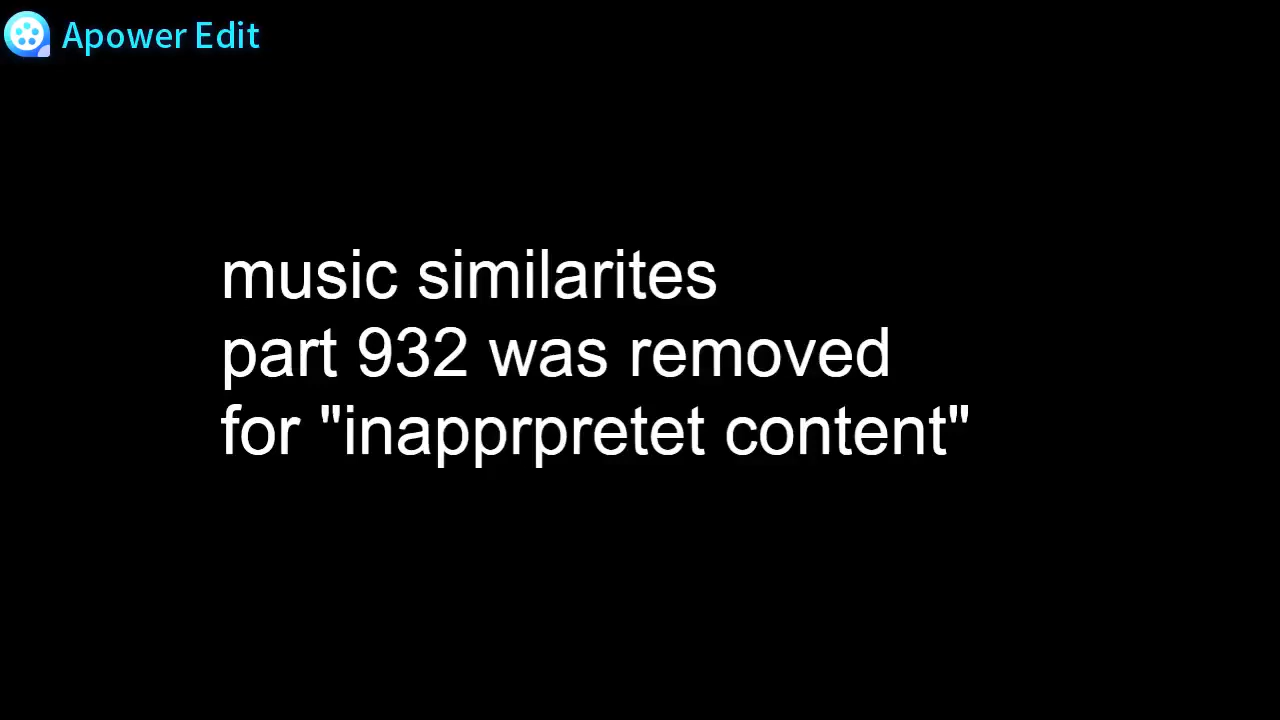 Apower Edit
music similarites
part 932 was removed
for "inapprpretet content"